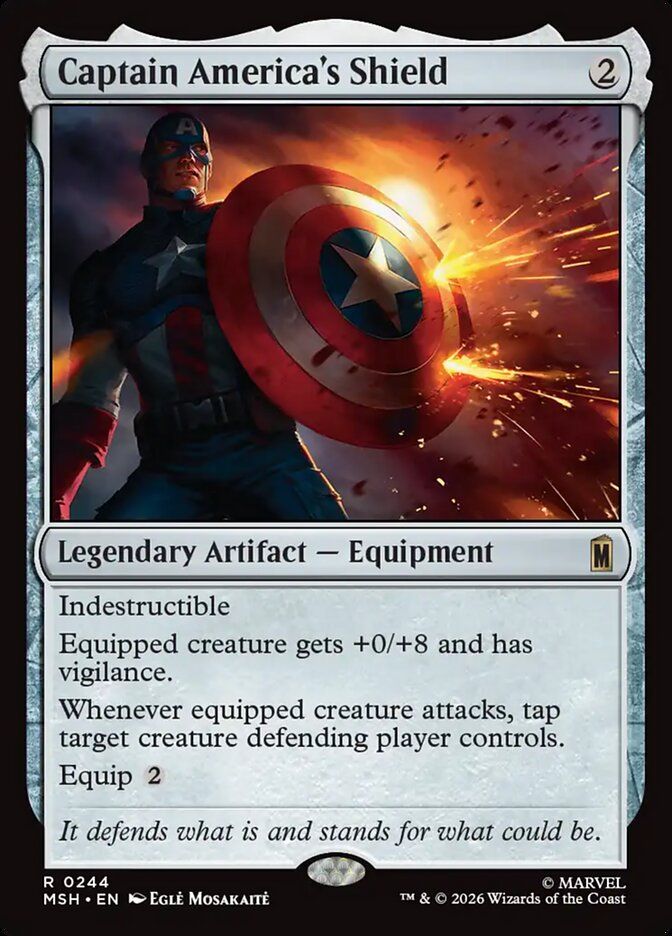 Captain America's Shield 2
A
Legendary Artifact — Equipment M
Indestructible
Equipped creature gets +0/+8 and has
vigilance.
Whenever equipped creature attacks, tap
target creature defending player controls.
Equip 2
It defends what is and stands for what could be.
R 0244 © MARVEL
MSH • EN Eglė Mosakaitė ™ & © 2026 Wizards of the Coast